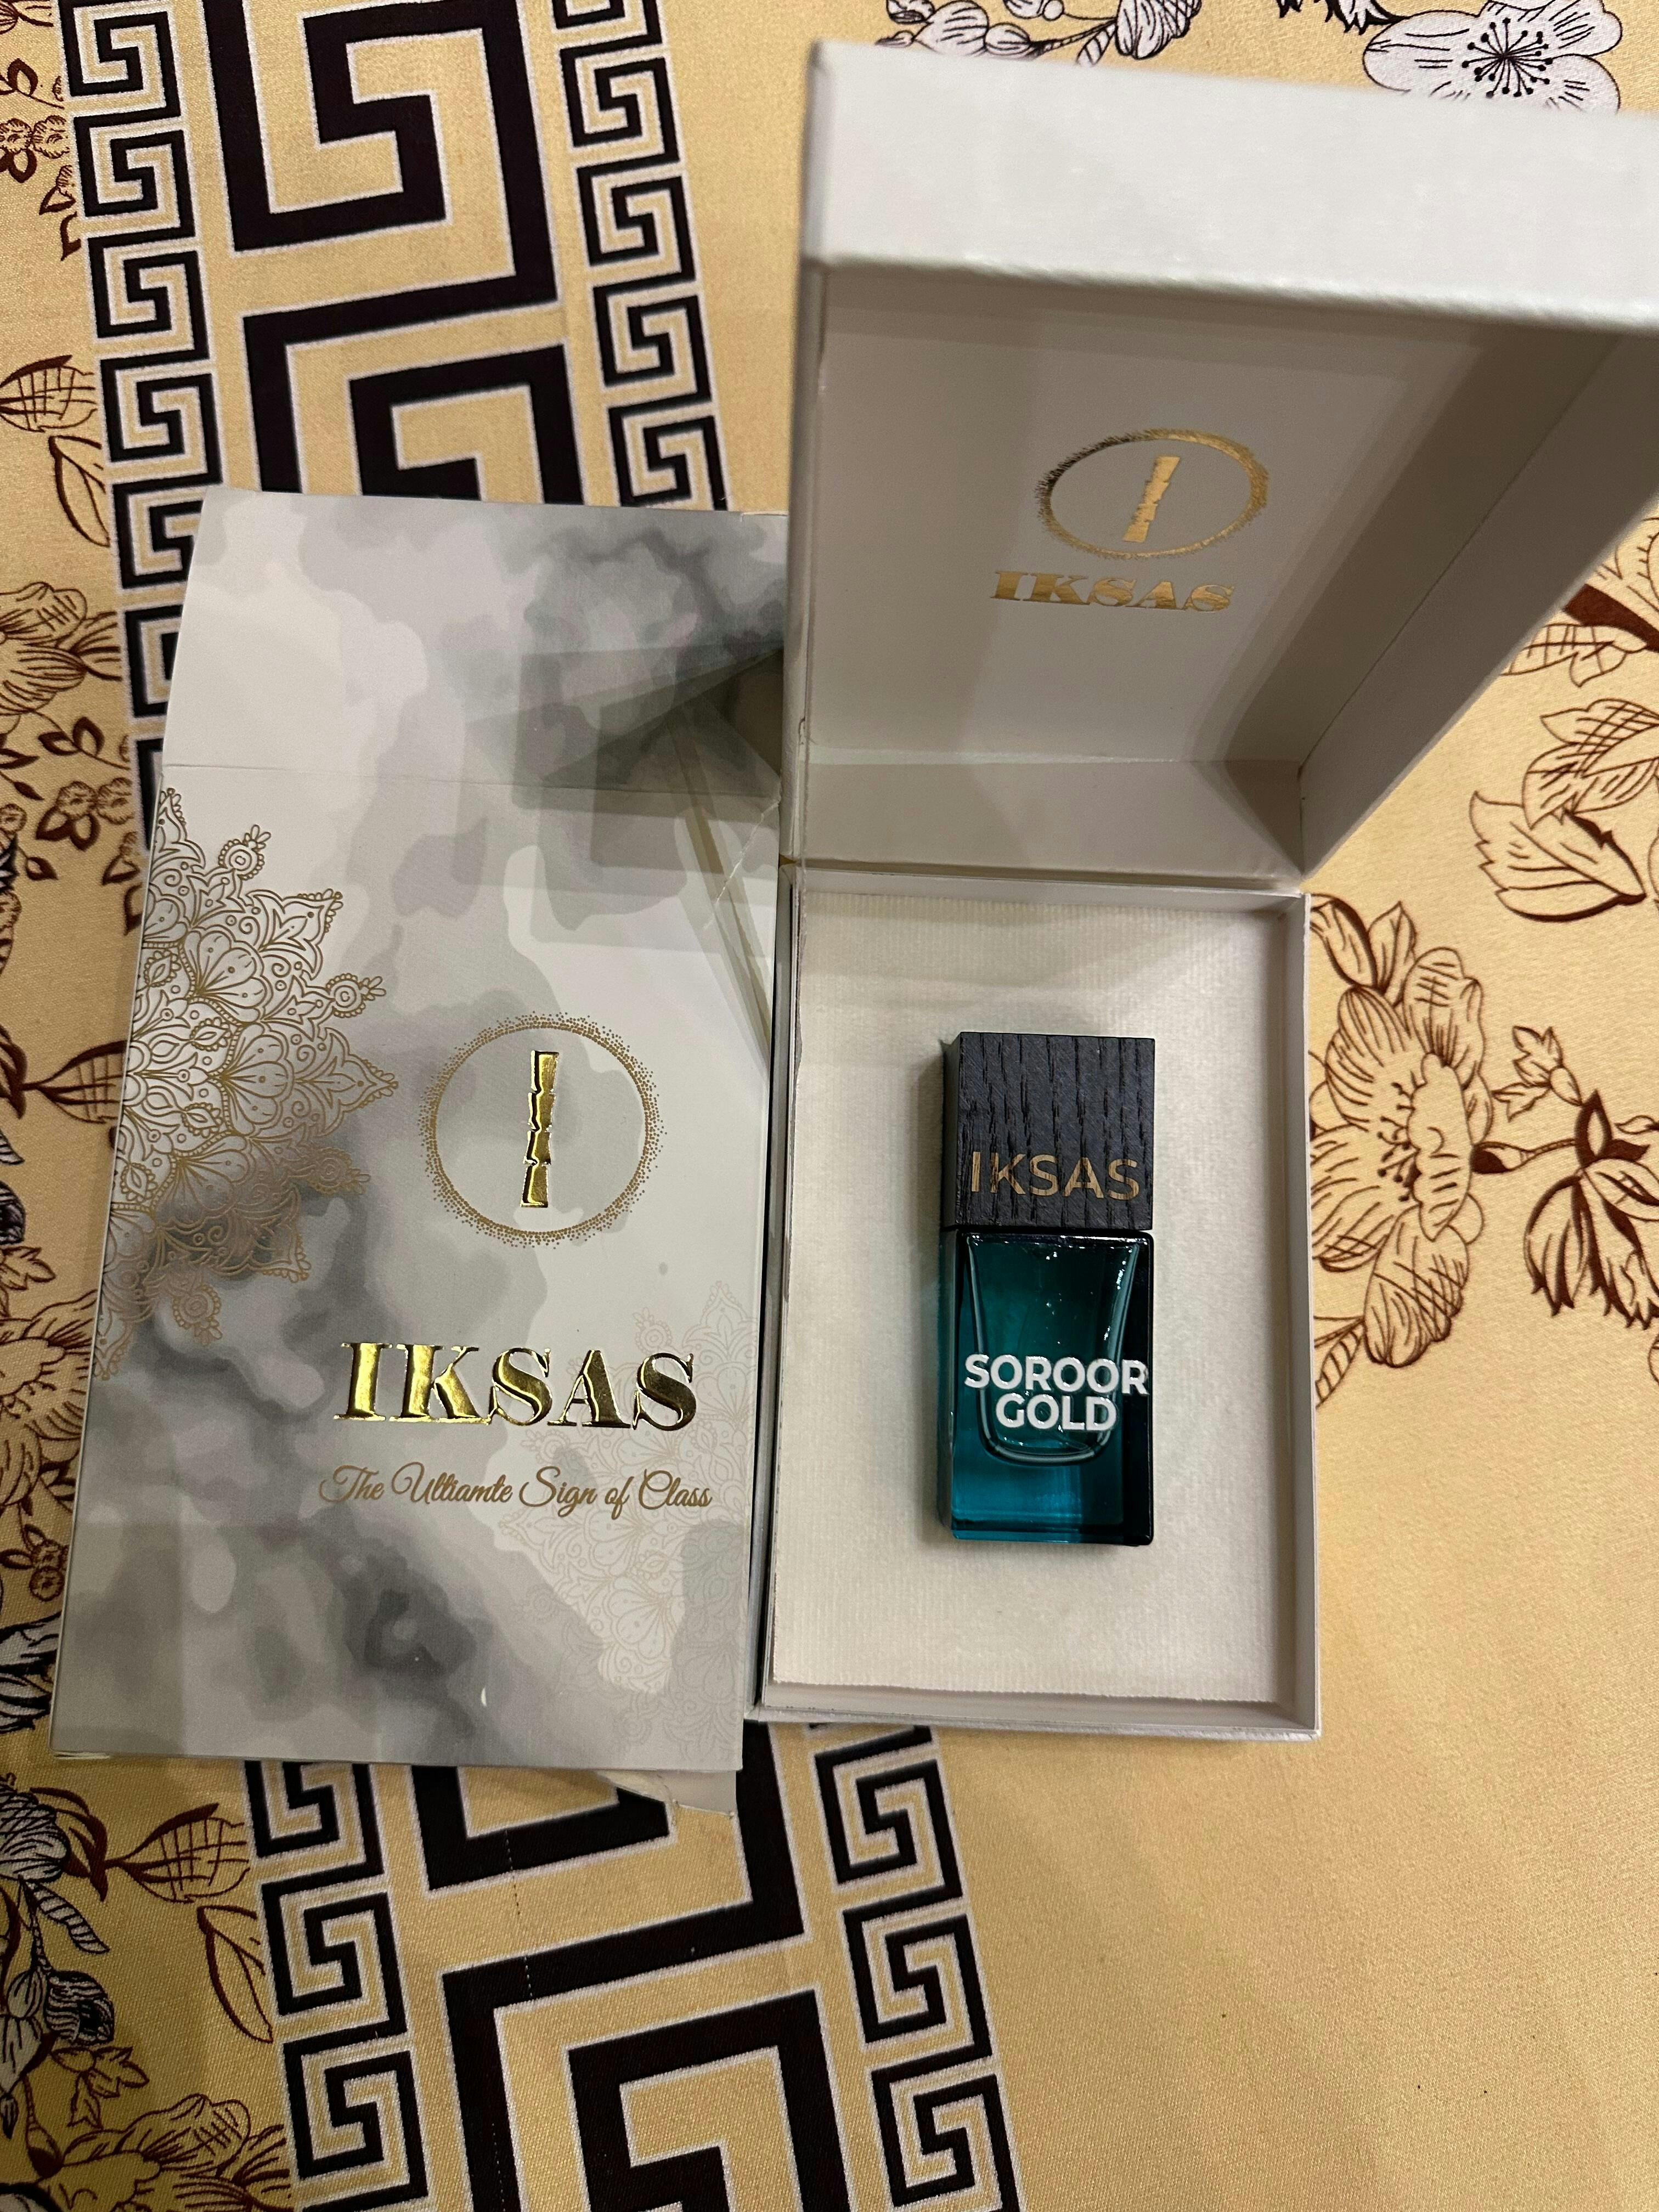 IKSAS
The Ultiamte Sign of Class
IKSAS
IKSAS
SOROOR
GOLD